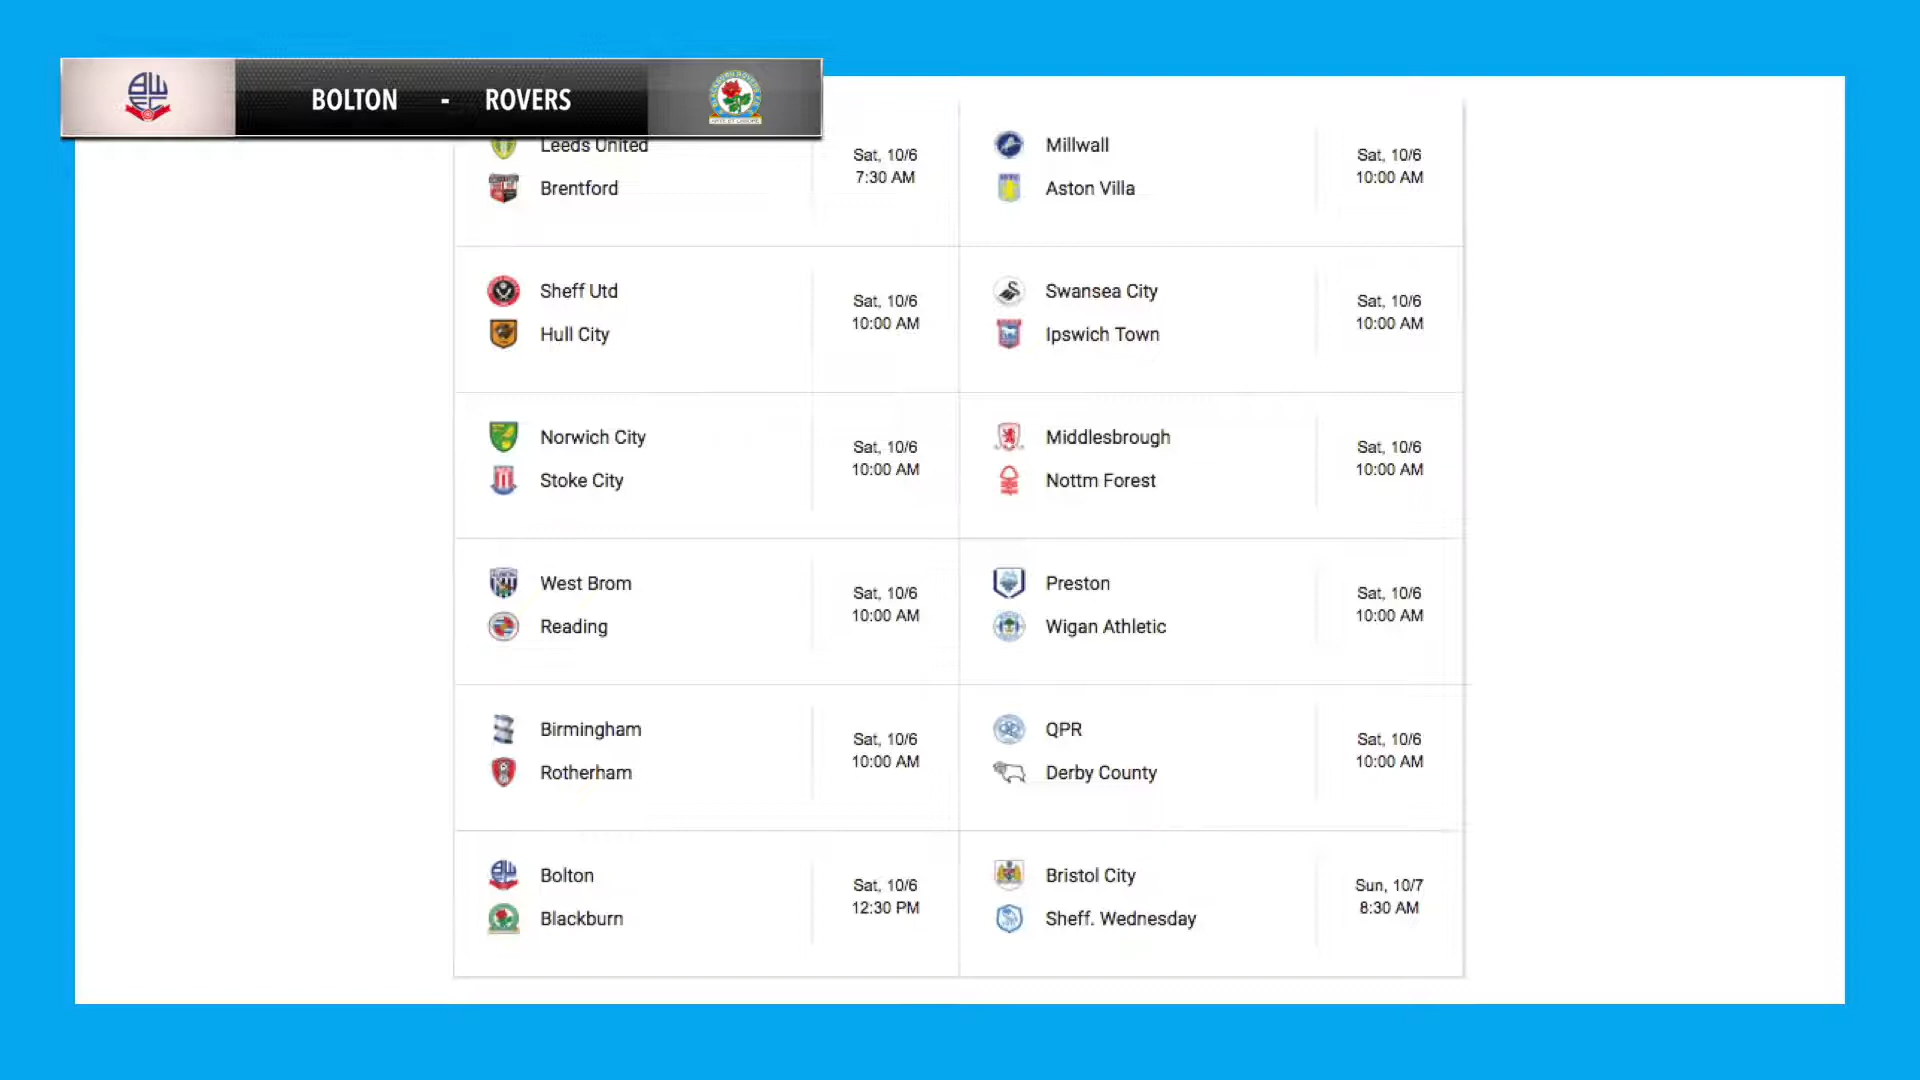 BOLTON - ROVERS
Leeds United
Brentford
Sat, 10/6
7:30 AM
Millwall
Aston Villa
Sat, 10/6
10:00 AM
Sheff Utd
Hull City
Sat, 10/6
10:00 AM
Swansea City
Ipswich Town
Sat, 10/6
10:00 AM
Norwich City
Stoke City
Sat, 10/6
10:00 AM
Middlesbrough
Nottm Forest
Sat, 10/6
10:00 AM
West Brom
Reading
Sat, 10/6
10:00 AM
Preston
Wigan Athletic
Sat, 10/6
10:00 AM
Birmingham
Rotherham
Sat, 10/6
10:00 AM
QPR
Derby County
Sat, 10/6
10:00 AM
Bolton
Blackburn
Sat, 10/6
12:30 PM
Bristol City
Sheff. Wednesday
Sun, 10/7
8:30 AM